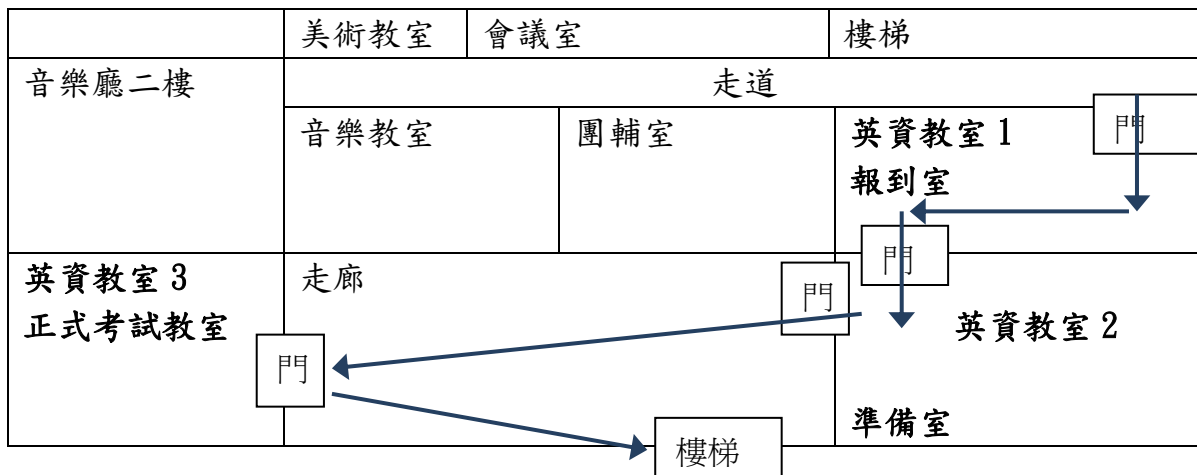 美術教室
會議室
樓梯
音樂廳二樓
走道
音樂教室
團輔室
英資教室 1
報到室
門
門
英資教室 3
正式考試教室
走廊
門
英資教室 2
門
準備室
樓梯